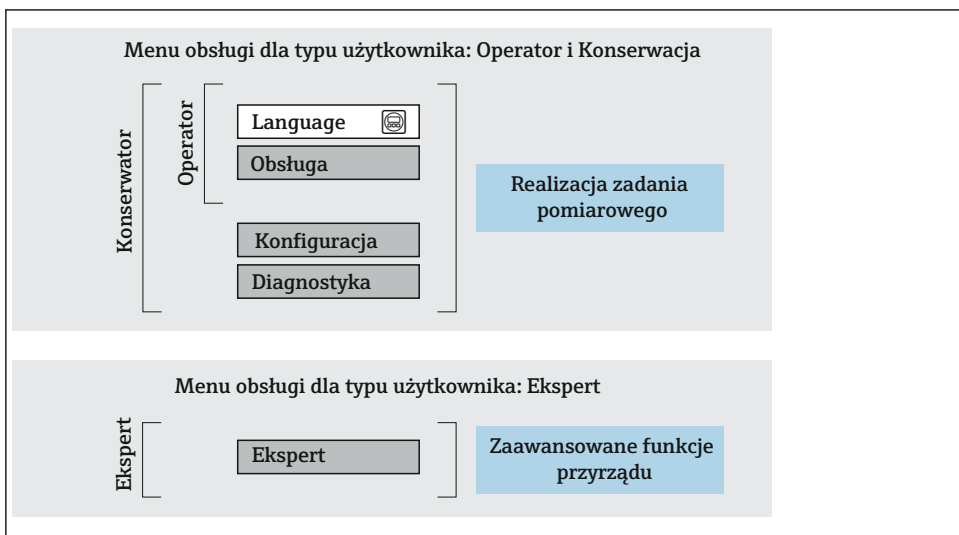 Menu obsługi dla typu użytkownika: Operator i Konserwacja
Konserwator
Operator
Language
Obsługa
Konfiguracja
Diagnostyka
Realizacja zadania
pomiarowego
Menu obsługi dla typu użytkownika: Ekspert
Ekspert
Ekspert
Zaawansowane funkcje
przyrządu